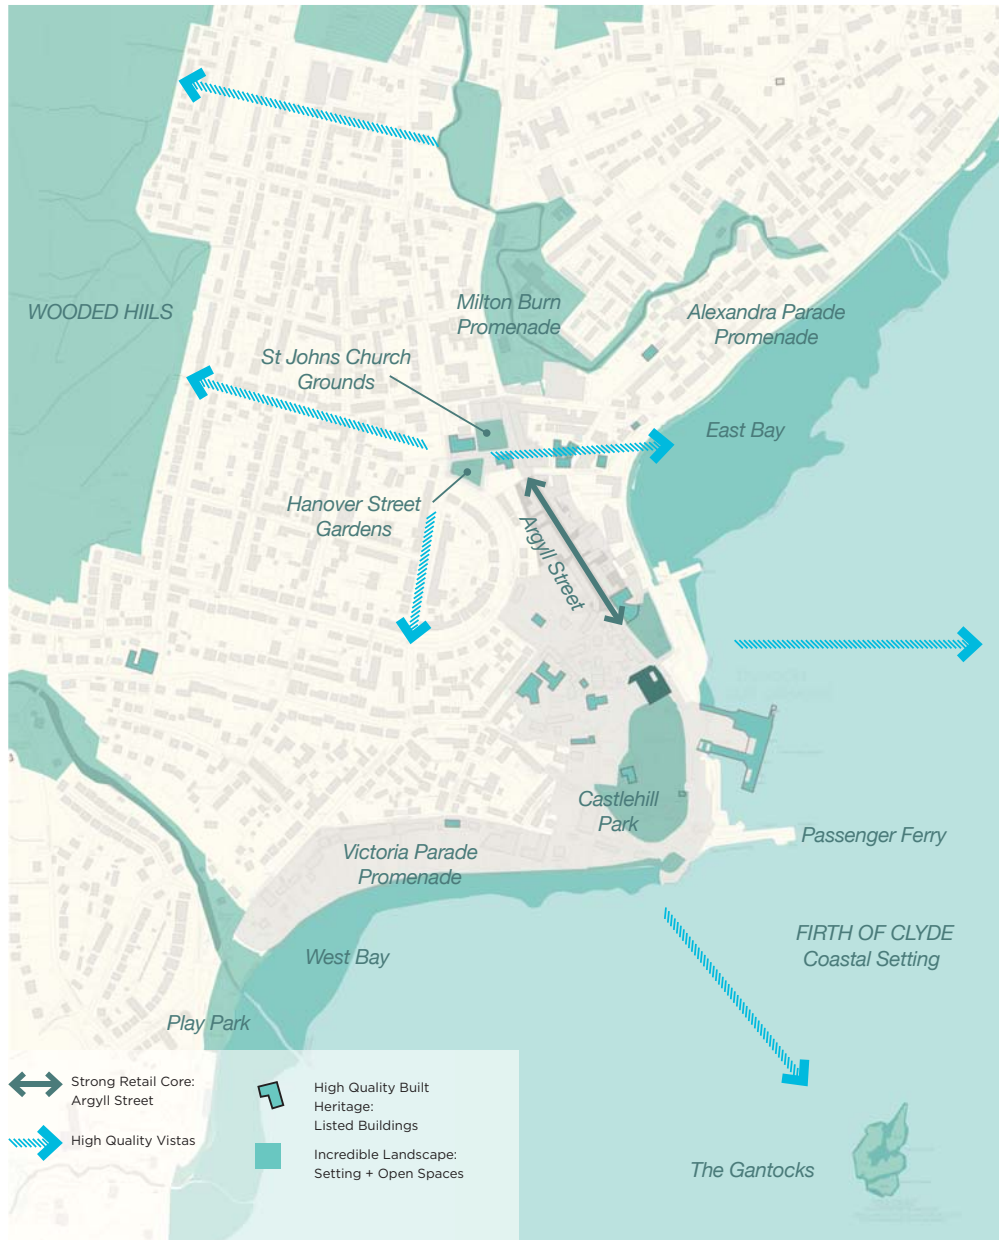 WOODED HIILS
Milton Burn
Promenade
Alexandra Parade
Promenade
St Johns Church
Grounds
East Bay
Hanover Street
Gardens
Argyll Street
Castlehill
Park
Passenger Ferry
Victoria Parade
Promenade
FIRTH OF CLYDE
Coastal Setting
West Bay
Play Park
The Gantocks
Strong Retail Core:
Argyll Street
High Quality Vistas
High Quality Built
Heritage:
Listed Buildings
Incredible Landscape:
Setting + Open Spaces